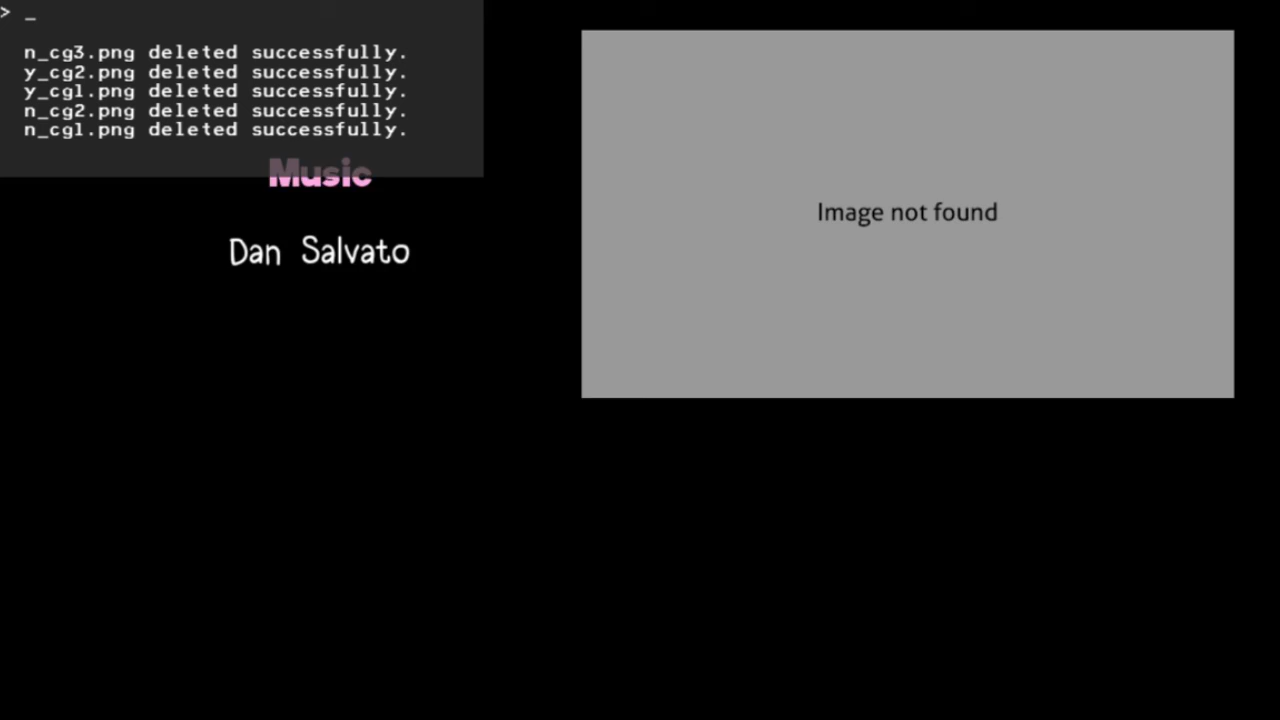 > _
n_cg3.png deleted successfully.
y_cg2.png deleted successfully.
y_cg1.png deleted successfully.
n_cg2.png deleted successfully.
n_cg1.png deleted successfully.
Music
Dan Salvato
Image not found